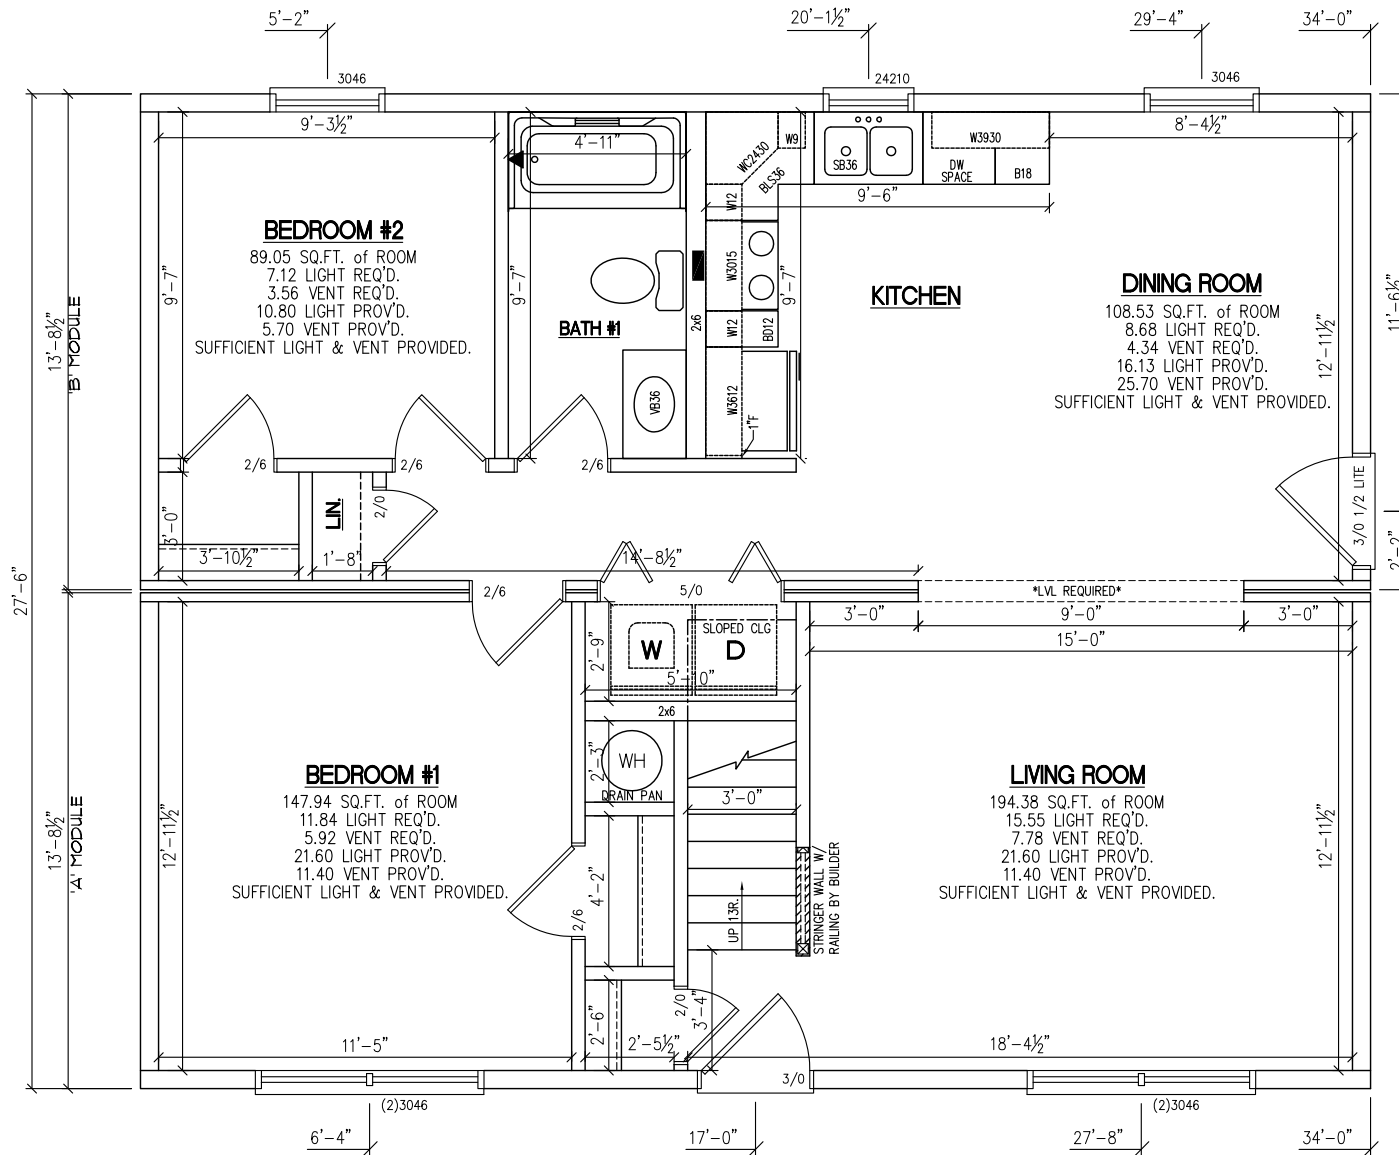 5'-2"
20'-1½"
29'-4"
34'-0"
3046
24210
3046
9'-3½"
4'-11"
8'-4½"
W9
WC2430
BLS36
SB36
W3930
DW
SPACE
B18
9'-6"
W12
BEDROOM #2
89.05 SQ.FT. of ROOM
7.12 LIGHT REQ'D.
3.56 VENT REQ'D.
10.80 LIGHT PROV'D.
5.70 VENT PROV'D.
SUFFICIENT LIGHT & VENT PROVIDED.
9'-7"
9'-7"
BATH #1
2x6
W3015
9'-7"
W12
BD12
W3612
1"F
VB36
KITCHEN
DINING ROOM
108.53 SQ.FT. of ROOM
8.68 LIGHT REQ'D.
4.34 VENT REQ'D.
16.13 LIGHT PROV'D.
25.70 VENT PROV'D.
SUFFICIENT LIGHT & VENT PROVIDED.
12'-11½"
11'-6½"
13'-8½"
'B' MODULE
27'-6"
2/6
2/6
2/6
LIN.
2/0
3'-0"
3'-10½"
1'-8"
14'-8½"
3/0 1/2 LITE
2'-2"
2/6
5/0
*LVL REQUIRED*
3'-0"
9'-0"
3'-0"
15'-0"
2'-9"
W
SLOPED CLG
D
5'-0"
2x6
13'-8½"
'A' MODULE
12'-11½"
BEDROOM #1
147.94 SQ.FT. of ROOM
11.84 LIGHT REQ'D.
5.92 VENT REQ'D.
21.60 LIGHT PROV'D.
11.40 VENT PROV'D.
SUFFICIENT LIGHT & VENT PROVIDED.
2'-3"
WH
DRAIN PAN
3'-0"
4'-2"
2/6
UP 13R.
STRINGER WALL W/
RAILING BY BUILDER
LIVING ROOM
194.38 SQ.FT. of ROOM
15.55 LIGHT REQ'D.
7.78 VENT REQ'D.
21.60 LIGHT PROV'D.
11.40 VENT PROV'D.
SUFFICIENT LIGHT & VENT PROVIDED.
12'-11½"
2'-6"
2/0
3'-4"
11'-5"
2'-5½"
18'-4½"
3/0
(2)3046
(2)3046
6'-4"
17'-0"
27'-8"
34'-0"